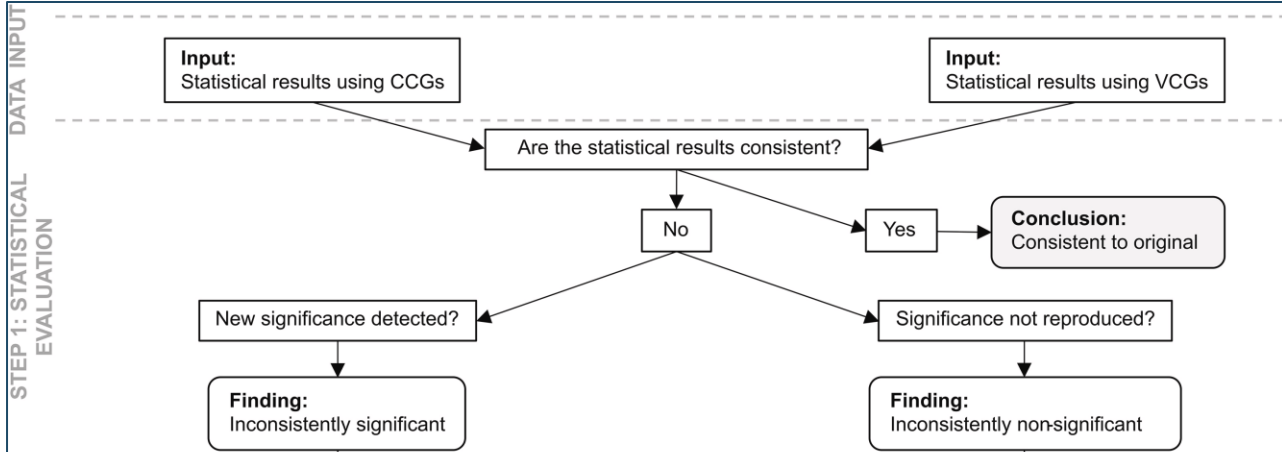 DATA INPUT
Input:
Statistical results using CCGs
Input:
Statistical results using VCGs
STEP 1: STATISTICAL
EVALUATION
Are the statistical results consistent?
No
Yes
Conclusion:
Consistent to original
New significance detected?
Significance not reproduced?
Finding:
Inconsistently significant
Finding:
Inconsistently non-significant